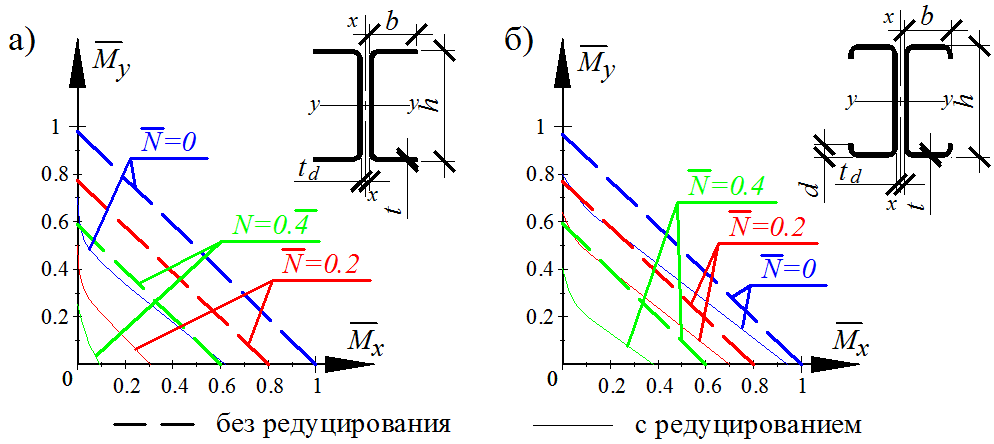 а)
M̅y
1
0.8
0.6
0.4
0.2
0
0.2
0.4
0.6
0.8
1
M̅x
N̅=0
N=0.4̅
N̅=0.2
x
b
y
y
h
td
x
t
б)
M̅y
1
0.8
0.6
0.4
0.2
0
0.2
0.4
0.6
0.8
1
M̅x
N̅=0.4
N̅=0.2
N̅=0
x
b
y
y
h
d
td
x
t
без редуцирования
с редуцированием